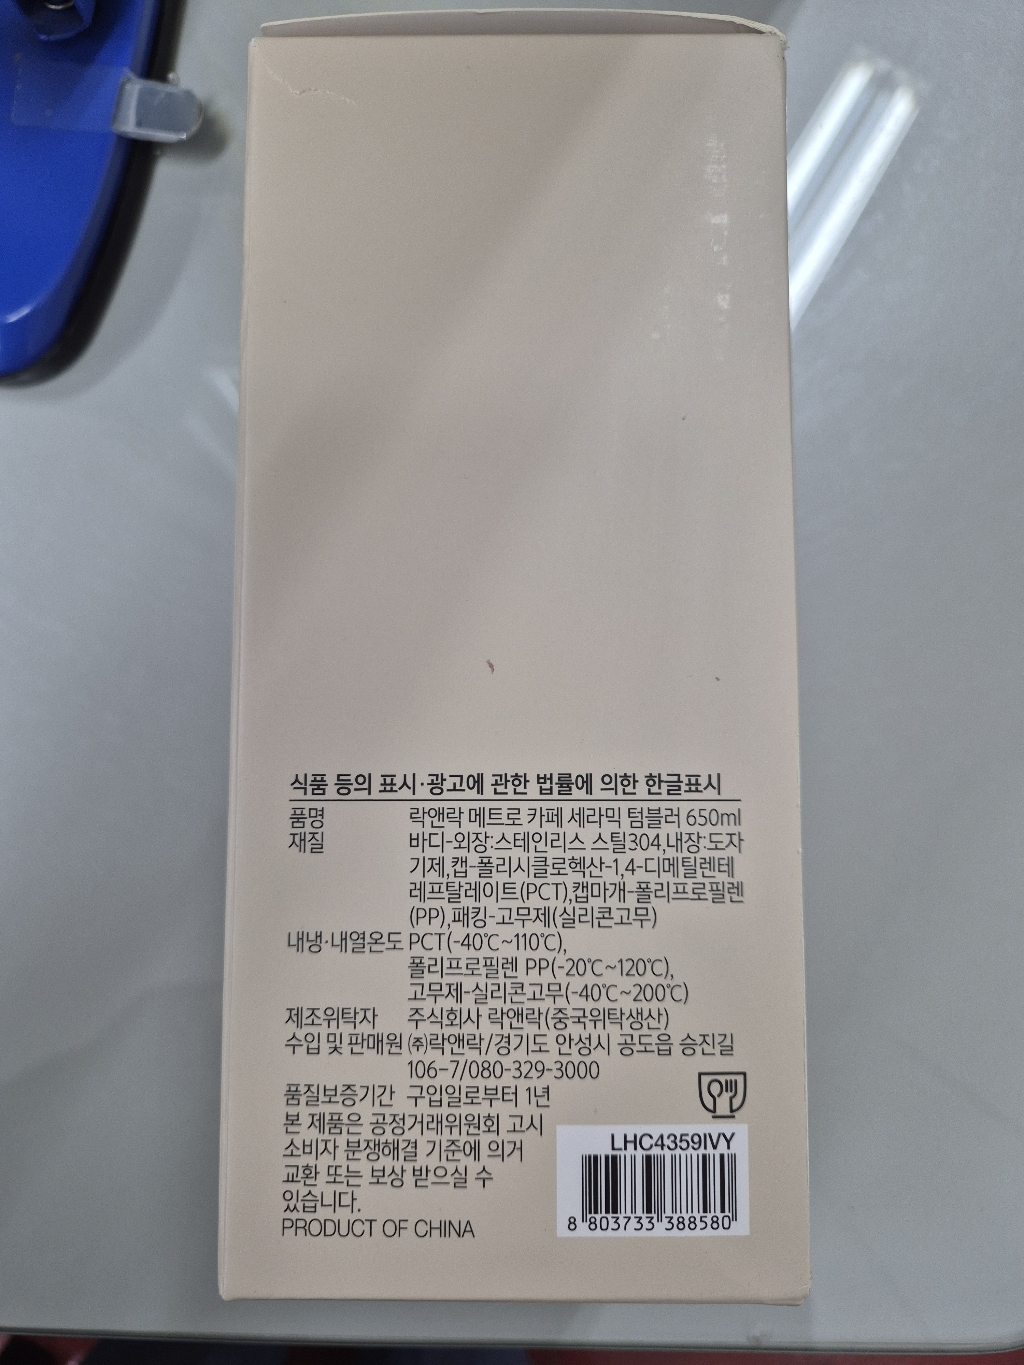 식품 등의 표시·광고에 관한 법률에 의한 한글표시
품명 락앤락 메트로 카페 세라믹 텀블러 650ml
재질 바디-외장:스테인리스 스틸304,내장:도자
기제,캡-폴리시클로헥산-1,4-디메틸렌테
레프탈레이트(PCT),캡마개-폴리프로필렌
(PP),패킹-고무제(실리콘고무)
내냉·내열온도 PCT(-40℃~110℃),
폴리프로필렌 PP(-20℃~120℃),
고무제-실리콘고무(-40℃~200℃)
제조위탁자 주식회사 락앤락(중국위탁생산)
수입 및 판매원 ㈜락앤락/경기도 안성시 공도읍 승진길
106-7/080-329-3000
품질보증기간 구입일로부터 1년
본 제품은 공정거래위원회 고시
소비자 분쟁해결 기준에 의거
교환 또는 보상 받으실 수
있습니다.
PRODUCT OF CHINA
LHC4359IVY
8 803733 388580